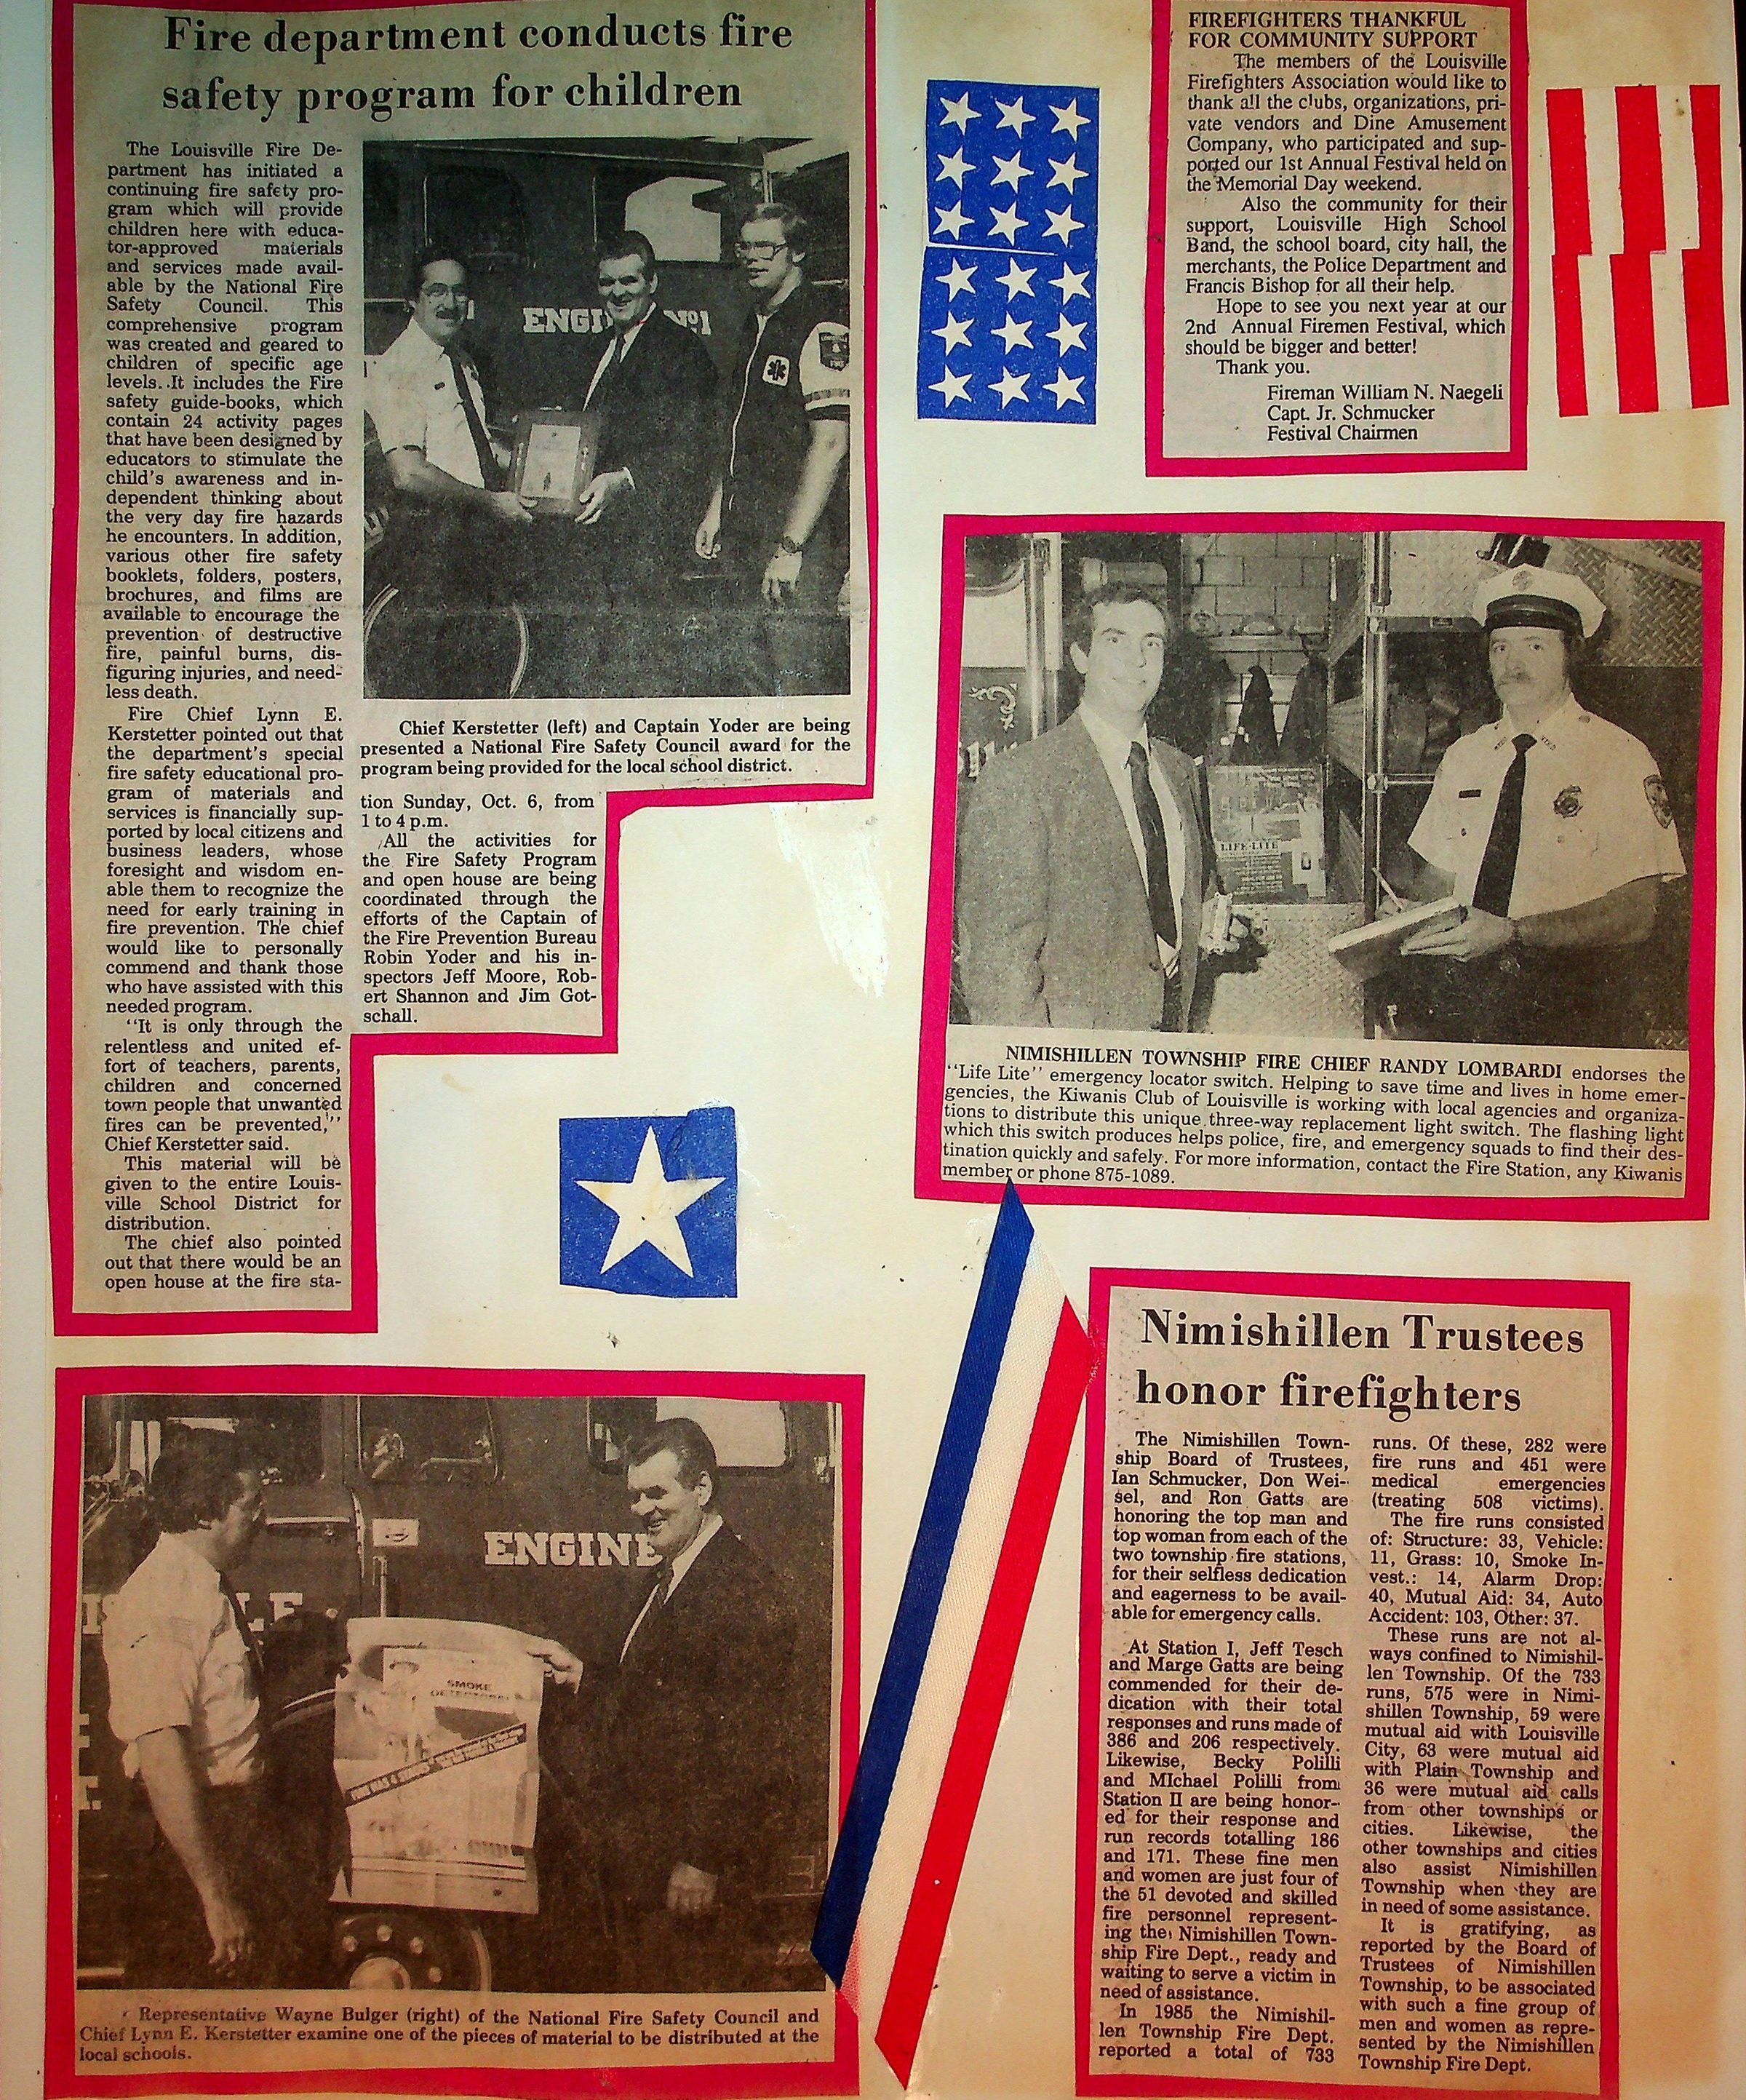 Fire department conducts fire
safety program for children
The Louisville Fire De-
partment has initiated a
continuing fire safety pro-
gram which will provide
children here with educa-
tor-approved materials
and services made avail-
able by the National Fire
Safety Council. This
comprehensive program
was created and geared to
children of specific age
levels. It includes the Fire
safety guide-books, which
contain 24 activity pages
that have been designed by
educators to stimulate the
child's awareness and in-
dependent thinking about
the very day fire hazards
he encounters. In addition,
various other fire safety
booklets, folders, posters,
brochures, and films are
available to encourage the
prevention of destructive
fire, painful burns, dis-
figuring injuries, and need-
less death.
Fire Chief Lynn E.
Kerstetter pointed out that
the department's special
fire safety educational pro-
gram of materials and
services is financially sup-
ported by local citizens and
business leaders, whose
foresight and wisdom en-
able them to recognize the
need for early training in
fire prevention. The chief
would like to personally
commend and thank those
who have assisted with this
needed program.
"It is only through the
relentless and united ef-
fort of teachers, parents,
children and concerned
town people that unwanted
fires can be prevented,"
Chief Kerstetter said.
This material will be
given to the entire Louis-
ville School District for
distribution.
The chief also pointed
out that there would be an
open house at the fire sta-
ENGI Nº1
Chief Kerstetter (left) and Captain Yoder are being
presented a National Fire Safety Council award for the
program being provided for the local school district.
tion Sunday, Oct. 6, from
1 to 4 p.m.
All the activities for
the Fire Safety Program
and open house are being
coordinated through the
efforts of the Captain of
the Fire Prevention Bureau
Robin Yoder and his in-
spectors Jeff Moore, Rob-
ert Shannon and Jim Got-
schall.
FIREFIGHTERS THANKFUL
FOR COMMUNITY SUPPORT
The members of the Louisville
Firefighters Association would like to
thank all the clubs, organizations, pri-
vate vendors and Dine Amusement
Company, who participated and sup-
ported our 1st Annual Festival held on
the Memorial Day weekend.
Also the community for their
support, Louisville High School
Band, the school board, city hall, the
merchants, the Police Department and
Francis Bishop for all their help.
Hope to see you next year at our
2nd Annual Firemen Festival, which
should be bigger and better!
Thank you.
Fireman William N. Naegeli
Capt. Jr. Schmucker
Festival Chairmen
LIFE-LITE
NIMISHILLEN TOWNSHIP FIRE CHIEF RANDY LOMBARDI endorses the
"Life Lite" emergency locator switch. Helping to save time and lives in home emer-
gencies, the Kiwanis Club of Louisville is working with local agencies and organiza-
tions to distribute this unique three-way replacement light switch. The flashing light
which this switch produces helps police, fire, and emergency squads to find their des-
tination quickly and safely. For more information, contact the Fire Station, any Kiwanis
member or phone 875-1089.
ENGINE
LE
SMOKE
DETECTORS
Representative Wayne Bulger (right) of the National Fire Safety Council and
Chief Lynn E. Kerstetter examine one of the pieces of material to be distributed at the
local schools.
Nimishillen Trustees
honor firefighters
The Nimishillen Town-
ship Board of Trustees,
Ian Schmucker, Don Wei-
sel, and Ron Gatts are
honoring the top man and
top woman from each of the
two township fire stations,
for their selfless dedication
and eagerness to be avail-
able for emergency calls.
At Station I, Jeff Tesch
and Marge Gatts are being
commended for their de-
dication with their total
responses and runs made of
386 and 206 respectively.
Likewise, Becky Polilli
and MIchael Polilli from
Station II are being honor-
ed for their response and
run records totalling 186
and 171. These fine men
and women are just four of
the 51 devoted and skilled
fire personnel represent-
ing the Nimishillen Town-
ship Fire Dept., ready and
waiting to serve a victim in
need of assistance.
In 1985 the Nimishil-
len Township Fire Dept.
reported a total of 733
runs. Of these, 282 were
fire runs and 451 were
medical emergencies
(treating 508 victims).
The fire runs consisted
of: Structure: 33, Vehicle:
11, Grass: 10, Smoke In-
vest.: 14, Alarm Drop:
40, Mutual Aid: 34, Auto
Accident: 103, Other: 37.
These runs are not al-
ways confined to Nimishil-
len Township. Of the 733
runs, 575 were in Nimi-
shillen Township, 59 were
mutual aid with Louisville
City, 63 were mutual aid
with Plain Township and
36 were mutual aid calls
from other townships or
cities. Likewise, the
other townships and cities
also assist Nimishillen
Township when they are
in need of some assistance.
It is gratifying, as
reported by the Board of
Trustees of Nimishillen
Township, to be associated
with such a fine group of
men and women as repre-
sented by the Nimishillen
Township Fire Dept.